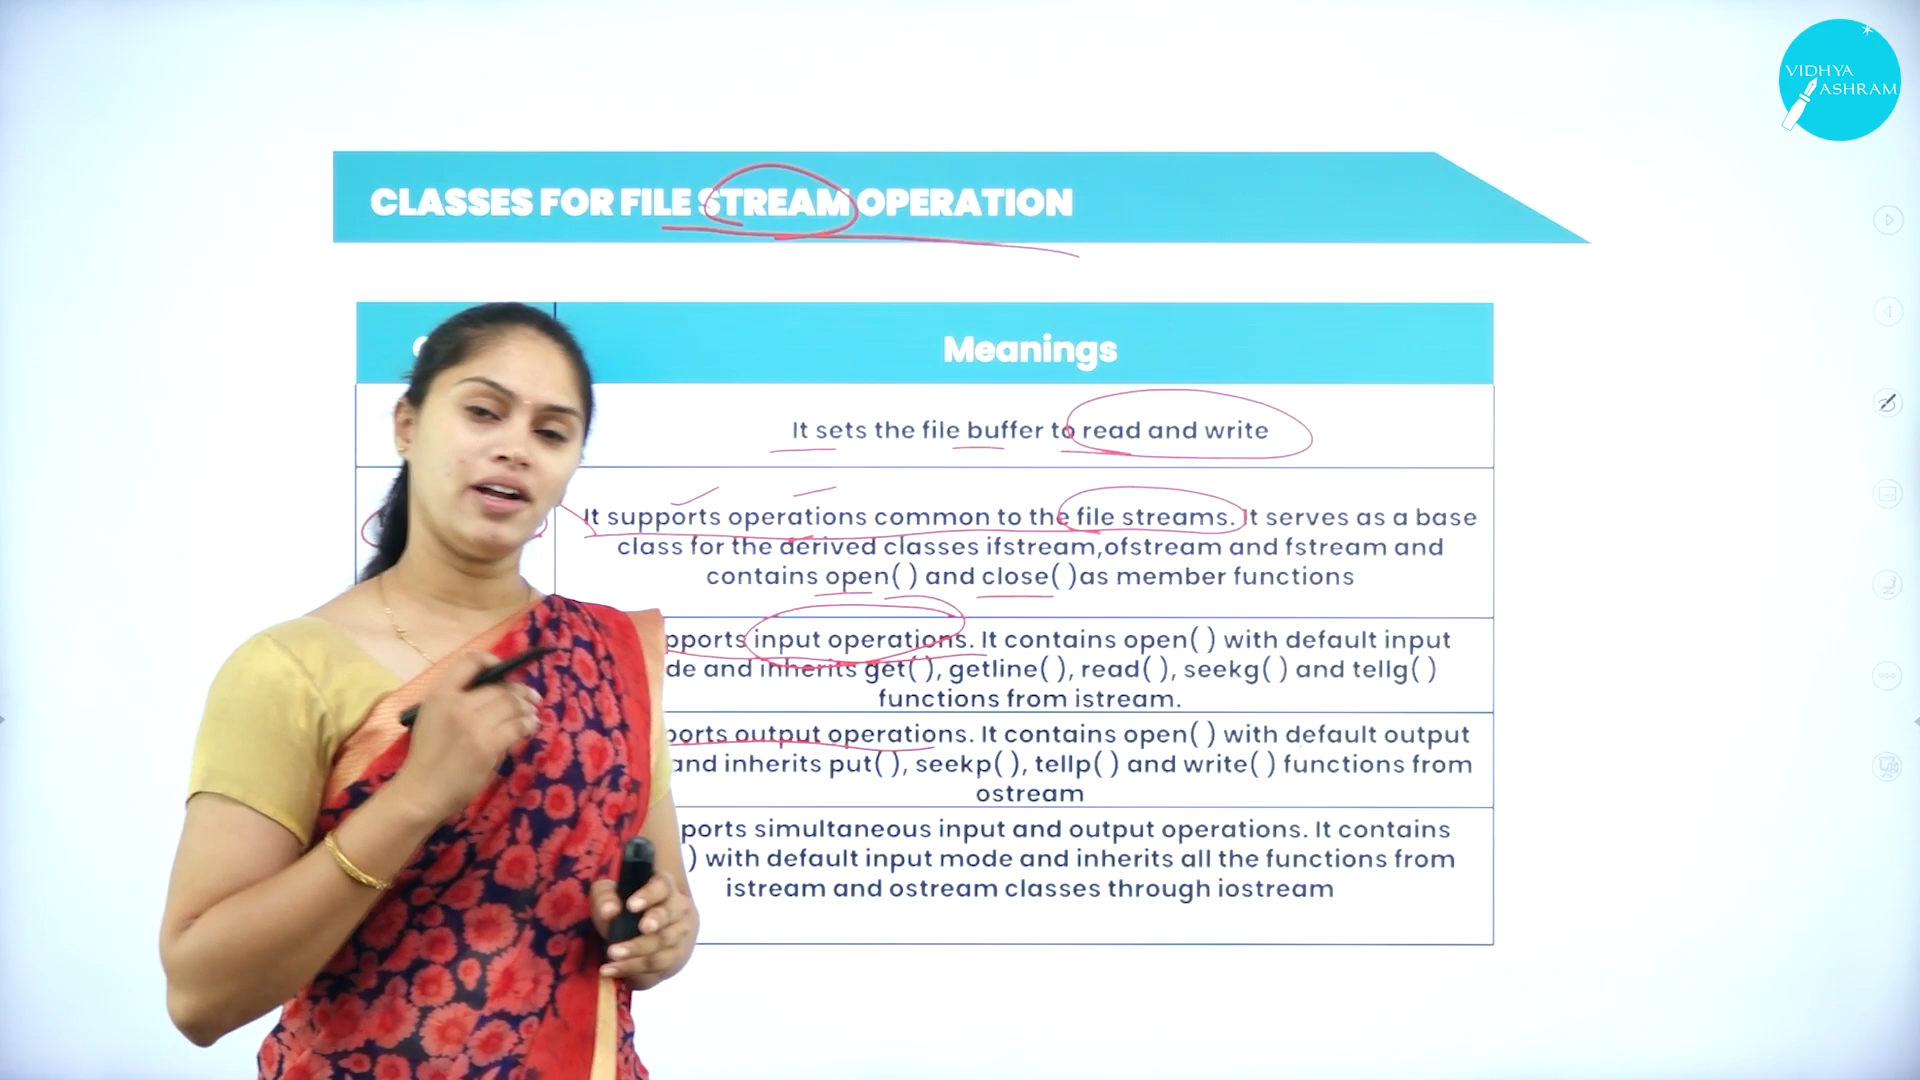 VIDHYA
ASHRAM
CLASSES FOR FILE STREAM OPERATION
Meanings
It sets the file buffer to read and write
It supports operations common to the file streams. It serves as a base
class for the derived classes ifstream,ofstream and fstream and
contains open( ) and close( )as member functions
pports input operations. It contains open( ) with default input
de and inherits get( ), getline( ), read( ), seekg( ) and tellg( )
functions from istream.
ports output operations. It contains open( ) with default output
and inherits put( ), seekp( ), tellp( ) and write( ) functions from
ostream
ports simultaneous input and output operations. It contains
) with default input mode and inherits all the functions from
istream and ostream classes through iostream